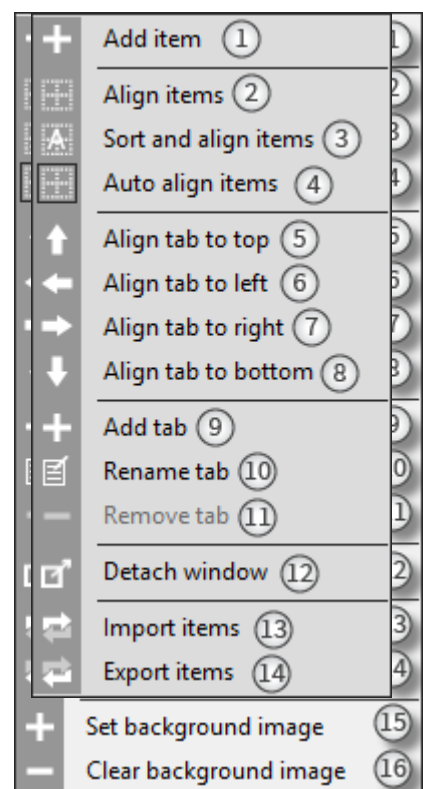 Add item 1
Align items 2
Sort and align items 3
Auto align items 4
Align tab to top 5
Align tab to left 6
Align tab to right 7
Align tab to bottom 8
Add tab 9
Rename tab 10
Remove tab 11
Detach window 12
Import items 13
Export items 14
Set background image 15
Clear background image 16